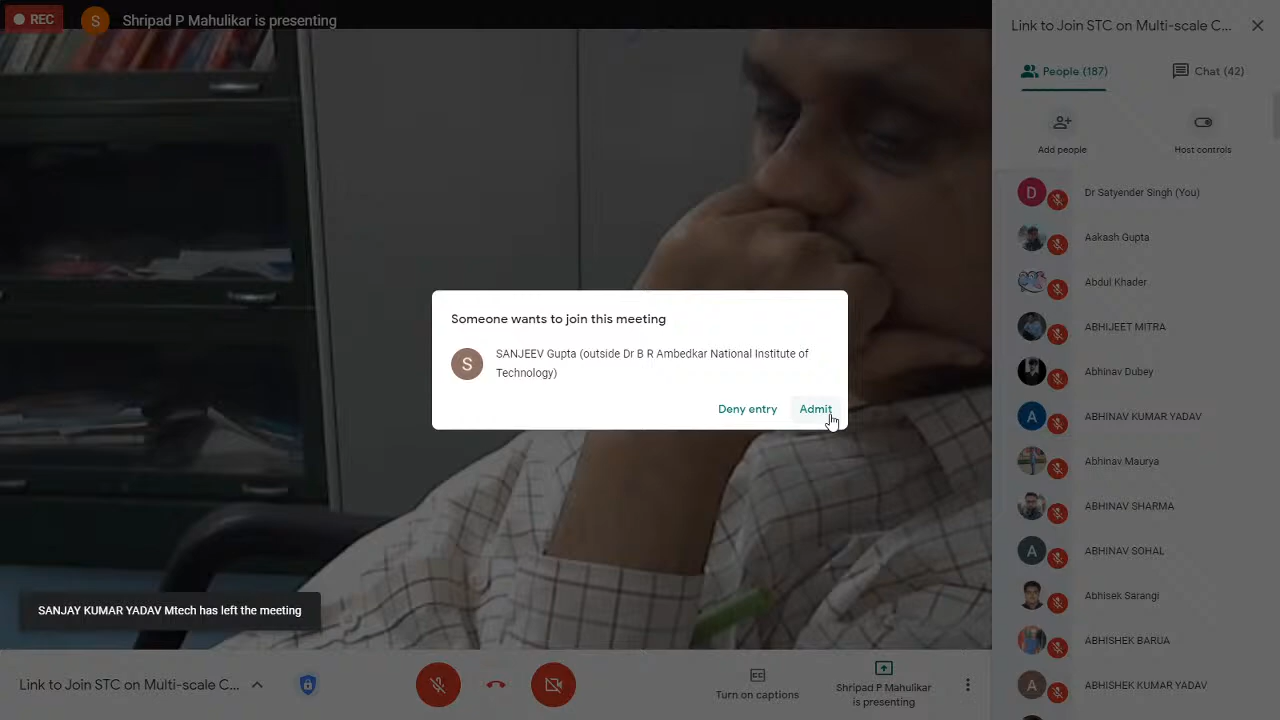 REC
S
Shripad P Mahulikar is presenting
Link to Join STC on Multi-scale C...
People (187)
Chat (42)
Add people
Host controls
D
Dr Satyender Singh (You)
Aakash Gupta
Abdul Khader
ABHIJEET MITRA
Abhinav Dubey
A
ABHINAV KUMAR YADAV
Abhinav Maurya
ABHINAV SHARMA
A
ABHINAV SOHAL
Abhisek Sarangi
ABHISHEK BARUA
A
ABHISHEK KUMAR YADAV
Someone wants to join this meeting
S
SANJEEV Gupta (outside Dr B R Ambedkar National Institute of
Technology)
Deny entry
Admit
SANJAY KUMAR YADAV Mtech has left the meeting
Link to Join STC on Multi-scale C...
CC
Turn on captions
Shripad P Mahulikar
is presenting